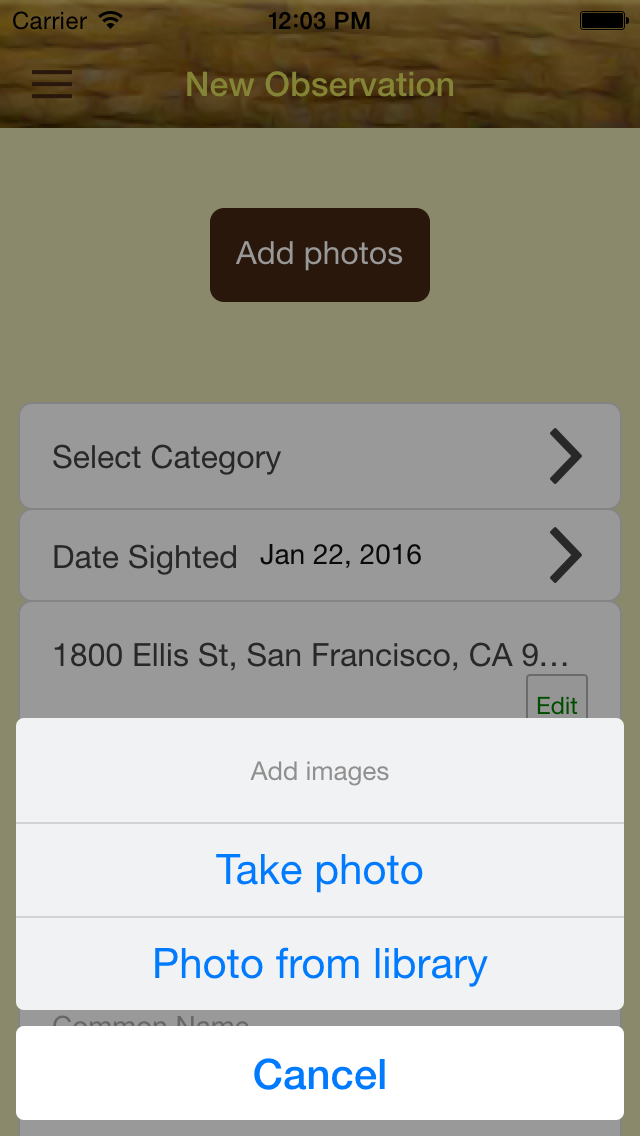 Carrier 12:03 PM
New Observation
Add photos
Select Category
Date Sighted Jan 22, 2016
1800 Ellis St, San Francisco, CA 9...
Edit
Add images
Take photo
Photo from library
Common Name
Cancel